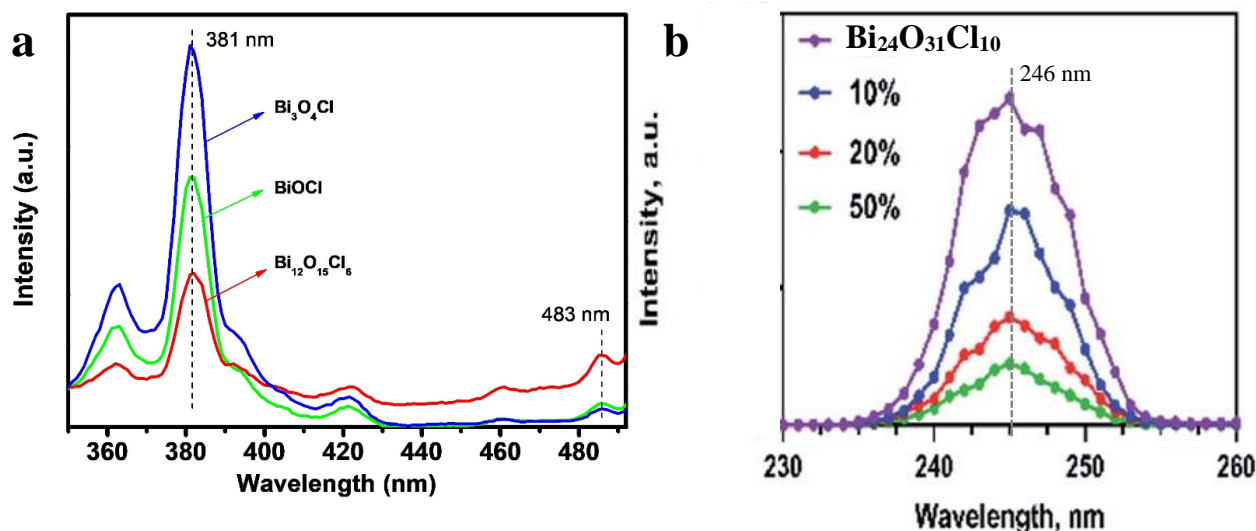 a
381 nm
Bi₃O₄Cl
BiOCl
Bi₁₂O₁₅Cl₆
483 nm
Intensity (a.u.)
360 380 400 420 440 460 480
Wavelength (nm)
b
Bi₂₄O₃₁Cl₁₀
246 nm
10%
20%
50%
Intensity, a.u.
230 240 250 260
Wavelength, nm